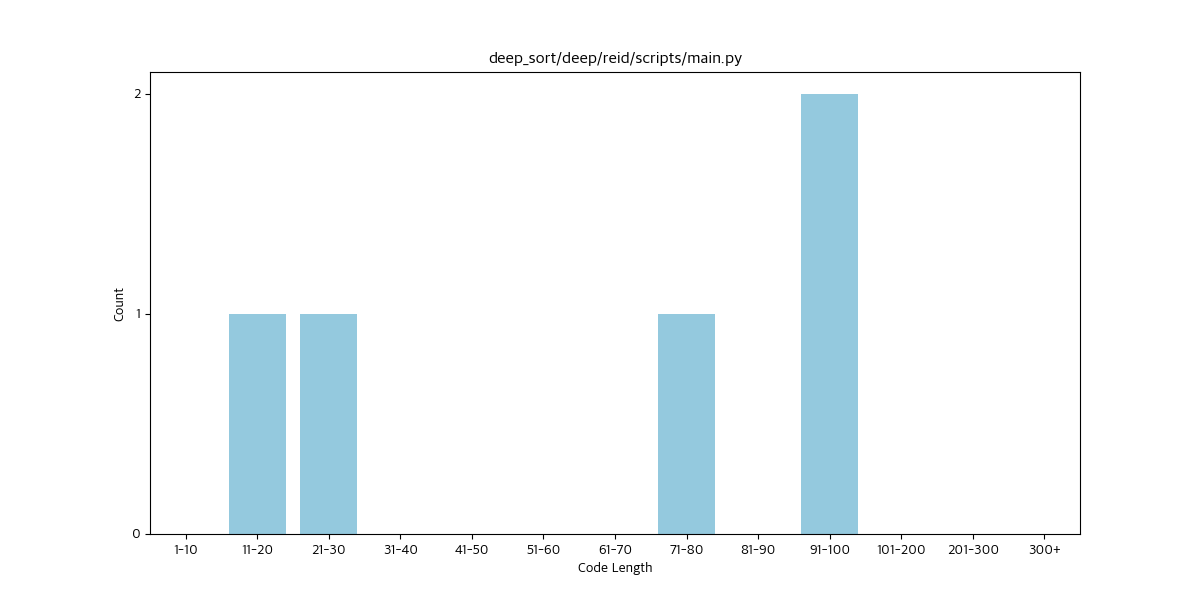 deep_sort/deep/reid/scripts/main.py
2
1
0
Count
1-10 11-20 21-30 31-40 41-50 51-60 61-70 71-80 81-90 91-100 101-200 201-300 300+
Code Length